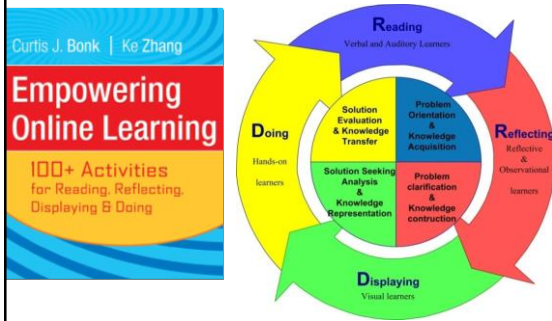 Curtis J. Bonk | Ke Zhang
Empowering
Online Learning
100+ Activities
for Reading, Reflecting,
Displaying & Doing
Reading
Verbal and Auditory Learners
Reflecting
Reflective
&
Observational
learners
Displaying
Visual learners
Doing
Hands-on
learners
Solution
Evaluation
& Knowledge
Transfer
Problem
Orientation
&
Knowledge
Acquisition
Solution Seeking
Analysis
&
Knowledge
Representation
Problem
clarification
&
Knowledge
contruction